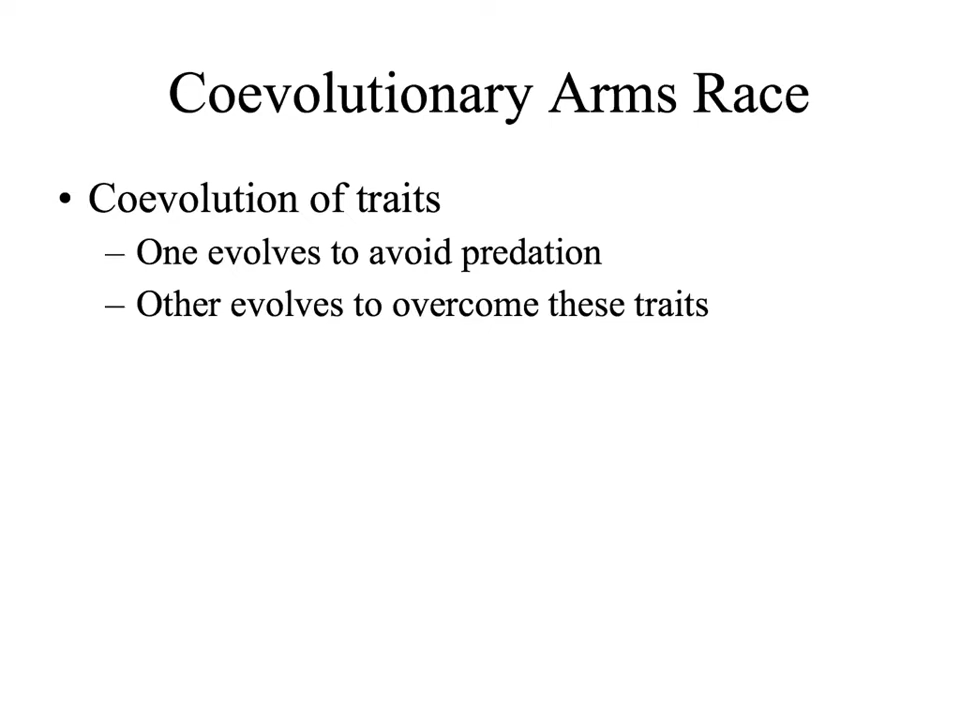 Coevolutionary Arms Race
• Coevolution of traits
– One evolves to avoid predation
– Other evolves to overcome these traits